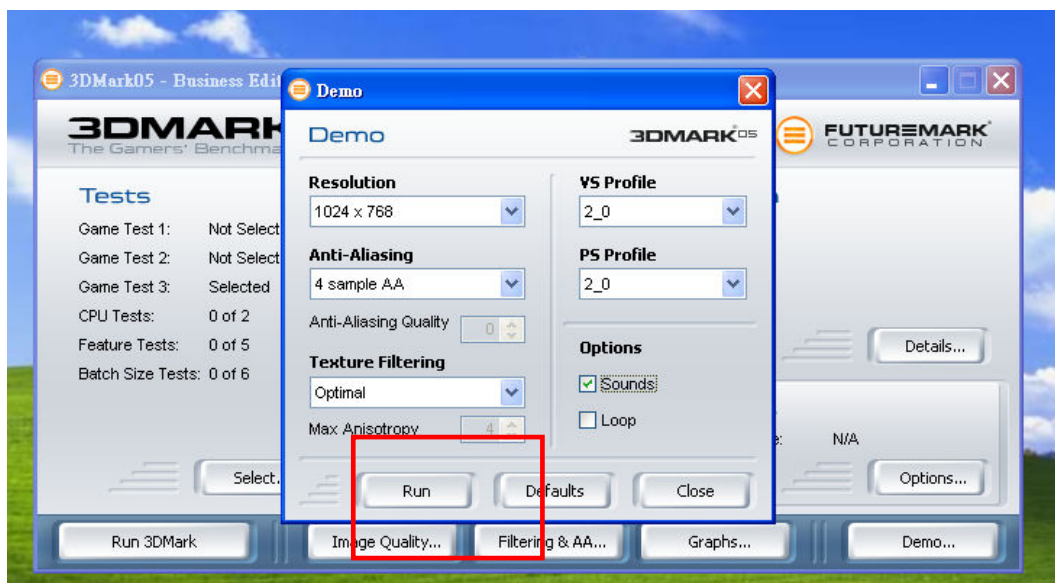 3DMark05 - Business Edit
Demo
3DMARK
The Gamers' Benchma
Demo
3DMARK05
FUTUREMARK
CORPORATION
Tests
Game Test 1: Not Select
Game Test 2: Not Select
Game Test 3: Selected
CPU Tests: 0 of 2
Feature Tests: 0 of 5
Batch Size Tests: 0 of 6
Select.
Resolution
1024 x 768
Anti-Aliasing
4 sample AA
Anti-Aliasing Quality 0
Texture Filtering
Optimal
Max Anisotropy 4
VS Profile
2_0
PS Profile
2_0
Options
Sounds
Loop
Run Defaults Close
Details...
N/A
Options...
Run 3DMark Image Quality... Filtering & AA... Graphs... Demo...